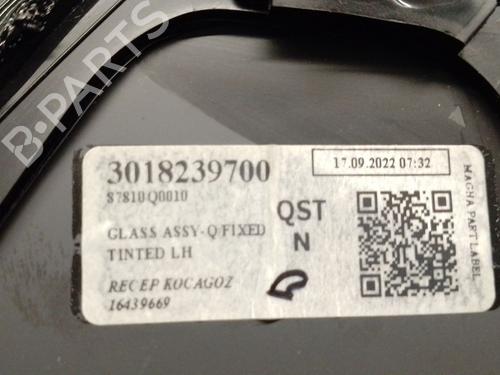 B-PARTS
3018239700
87810Q0010
17.09.2022 07:32
GLASS ASSY-Q/FIXED
TINTED LH
QST
N
RECEP KOCAGOZ
16439669
MAGNA PART LABEL